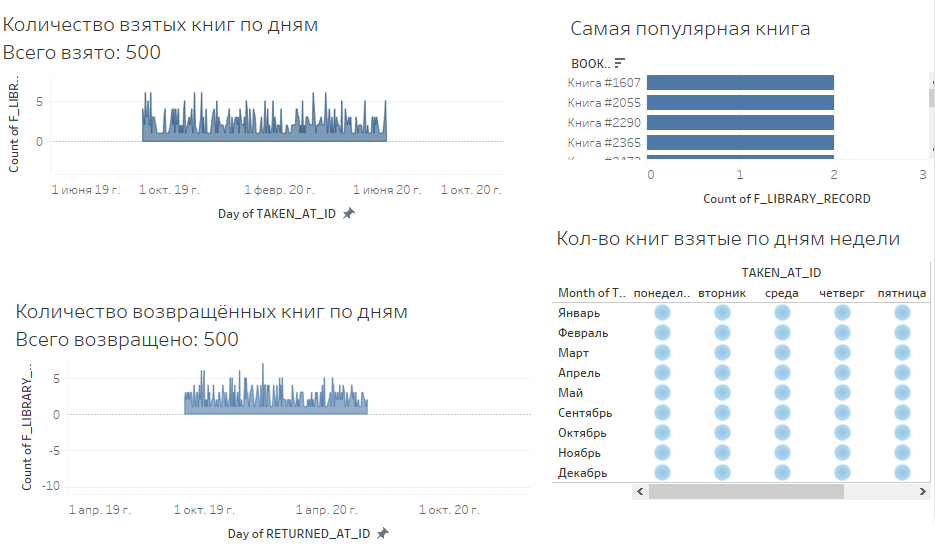 Количество взятых книг по дням
Всего взято: 500
Count of F_LIBR..
5
0
1 июня 19 г.
1 окт. 19 г.
1 февр. 20 г.
1 июня 20 г.
1 окт. 20 г.
Day of TAKEN_AT_ID
Самая популярная книга
BOOK..
Книга #1607
Книга #2055
Книга #2290
Книга #2365
0
1
2
3
Count of F_LIBRARY_RECORD
Кол-во книг взятые по дням недели
TAKEN_AT_ID
Month of T.. понедел.. вторник среда четверг пятница
Январь
Февраль
Март
Апрель
Май
Сентябрь
Октябрь
Ноябрь
Декабрь
Количество возвращённых книг по дням
Всего возвращено: 500
Count of F_LIBRARY_..
5
0
-5
-10
1 апр. 19 г.
1 окт. 19 г.
1 апр. 20 г.
1 окт. 20 г.
Day of RETURNED_AT_ID